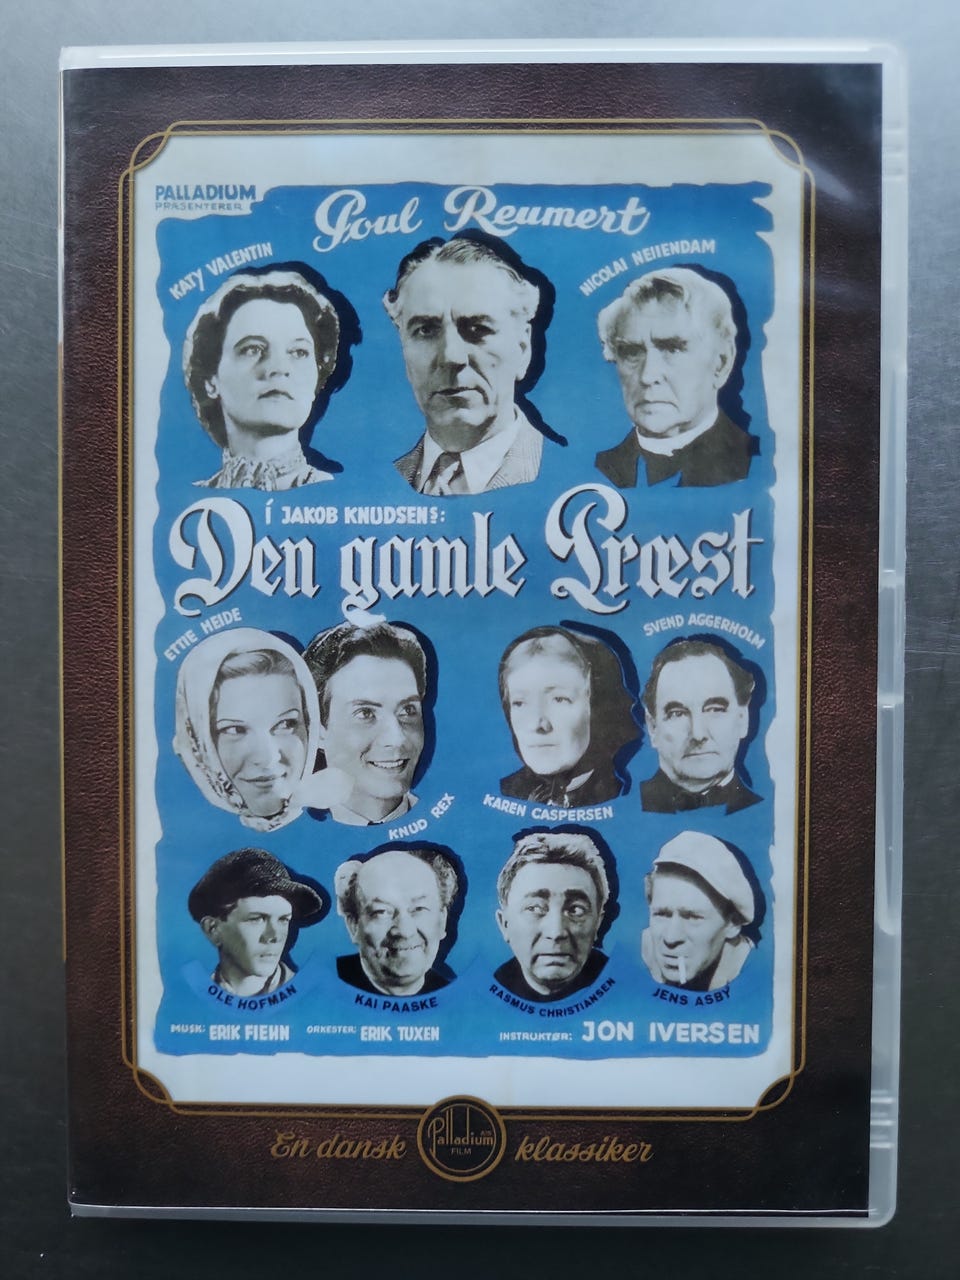 PALLADIUM
PRÆSENTERER
Poul Reumert
KATY VALENTIN
NICOLAI NEIIENDAM
i JAKOB KNUDSENS:
Den gamle Præst
ETTIE HEIDE
SVEND AGGERHOLM
KNUD REX
KAREN CASPERSEN
OLE HOFMAN
KAI PAASKE
RASMUS CHRISTIANSEN
JENS ASBY
MUSIK: ERIK FIEHN
ORKESTER: ERIK TUXEN
INSTRUKTØR: JON IVERSEN
En dansk
A/S
Palladium
FILM
klassiker